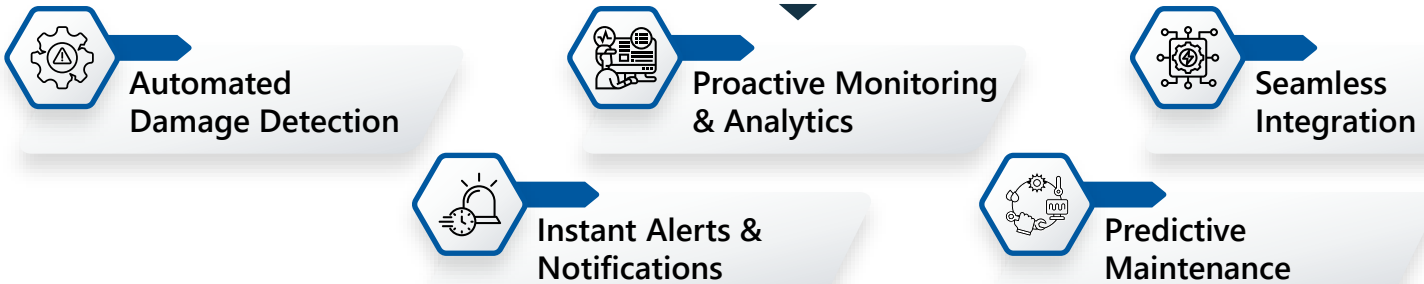 Automated
Damage Detection
Proactive Monitoring
& Analytics
Seamless
Integration
Instant Alerts &
Notifications
Predictive
Maintenance